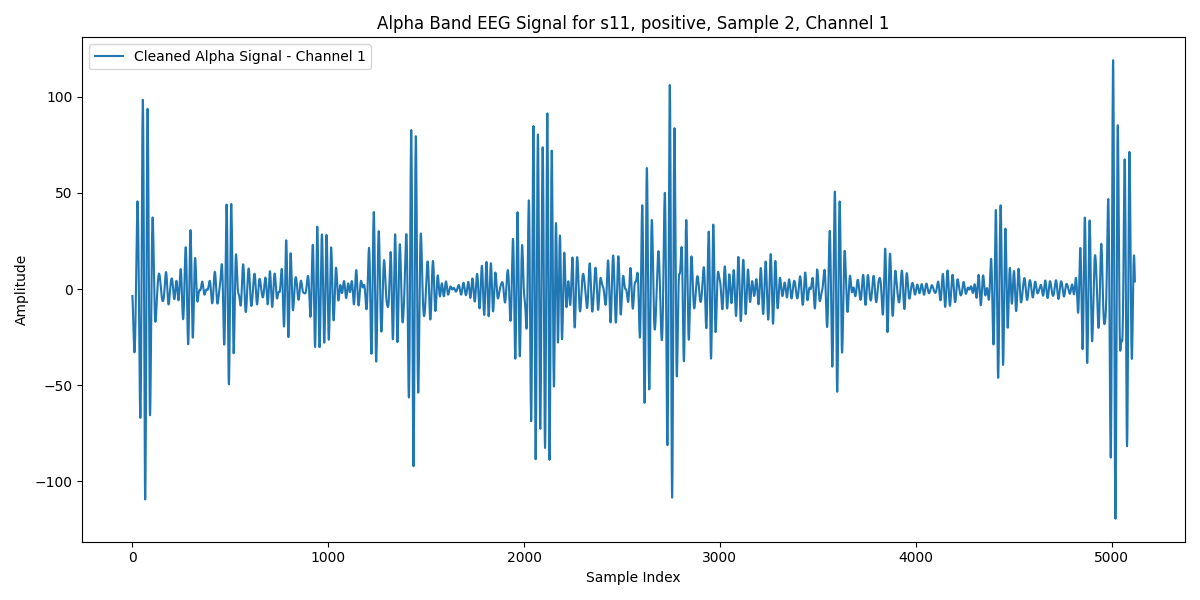 Alpha Band EEG Signal for s11, positive, Sample 2, Channel 1
Cleaned Alpha Signal - Channel 1
100
50
0
−50
−100
Amplitude
0 1000 2000 3000 4000 5000
Sample Index